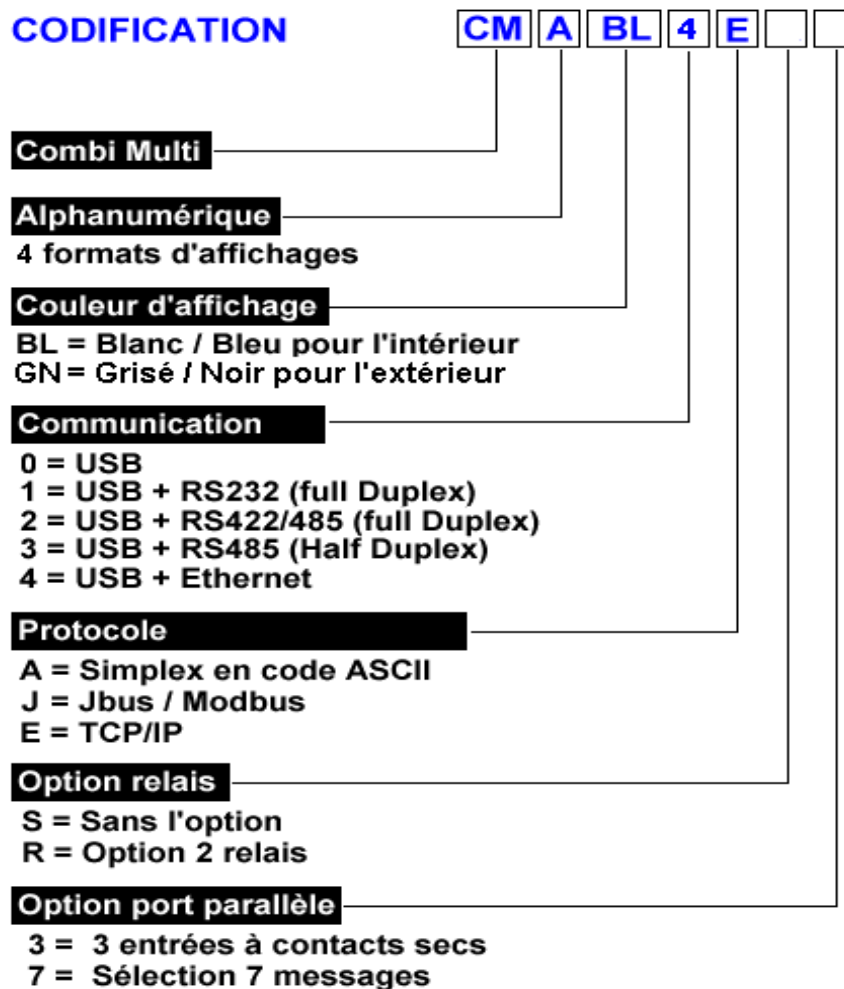 CODIFICATION CM A BL 4 E
Combi Multi
Alphanumérique
4 formats d'affichages
Couleur d'affichage
BL = Blanc / Bleu pour l'intérieur
GN = Grisé / Noir pour l'extérieur
Communication
0 = USB
1 = USB + RS232 (full Duplex)
2 = USB + RS422/485 (full Duplex)
3 = USB + RS485 (Half Duplex)
4 = USB + Ethernet
Protocole
A = Simplex en code ASCII
J = Jbus / Modbus
E = TCP/IP
Option relais
S = Sans l'option
R = Option 2 relais
Option port parallèle
3 = 3 entrées à contacts secs
7 = Sélection 7 messages